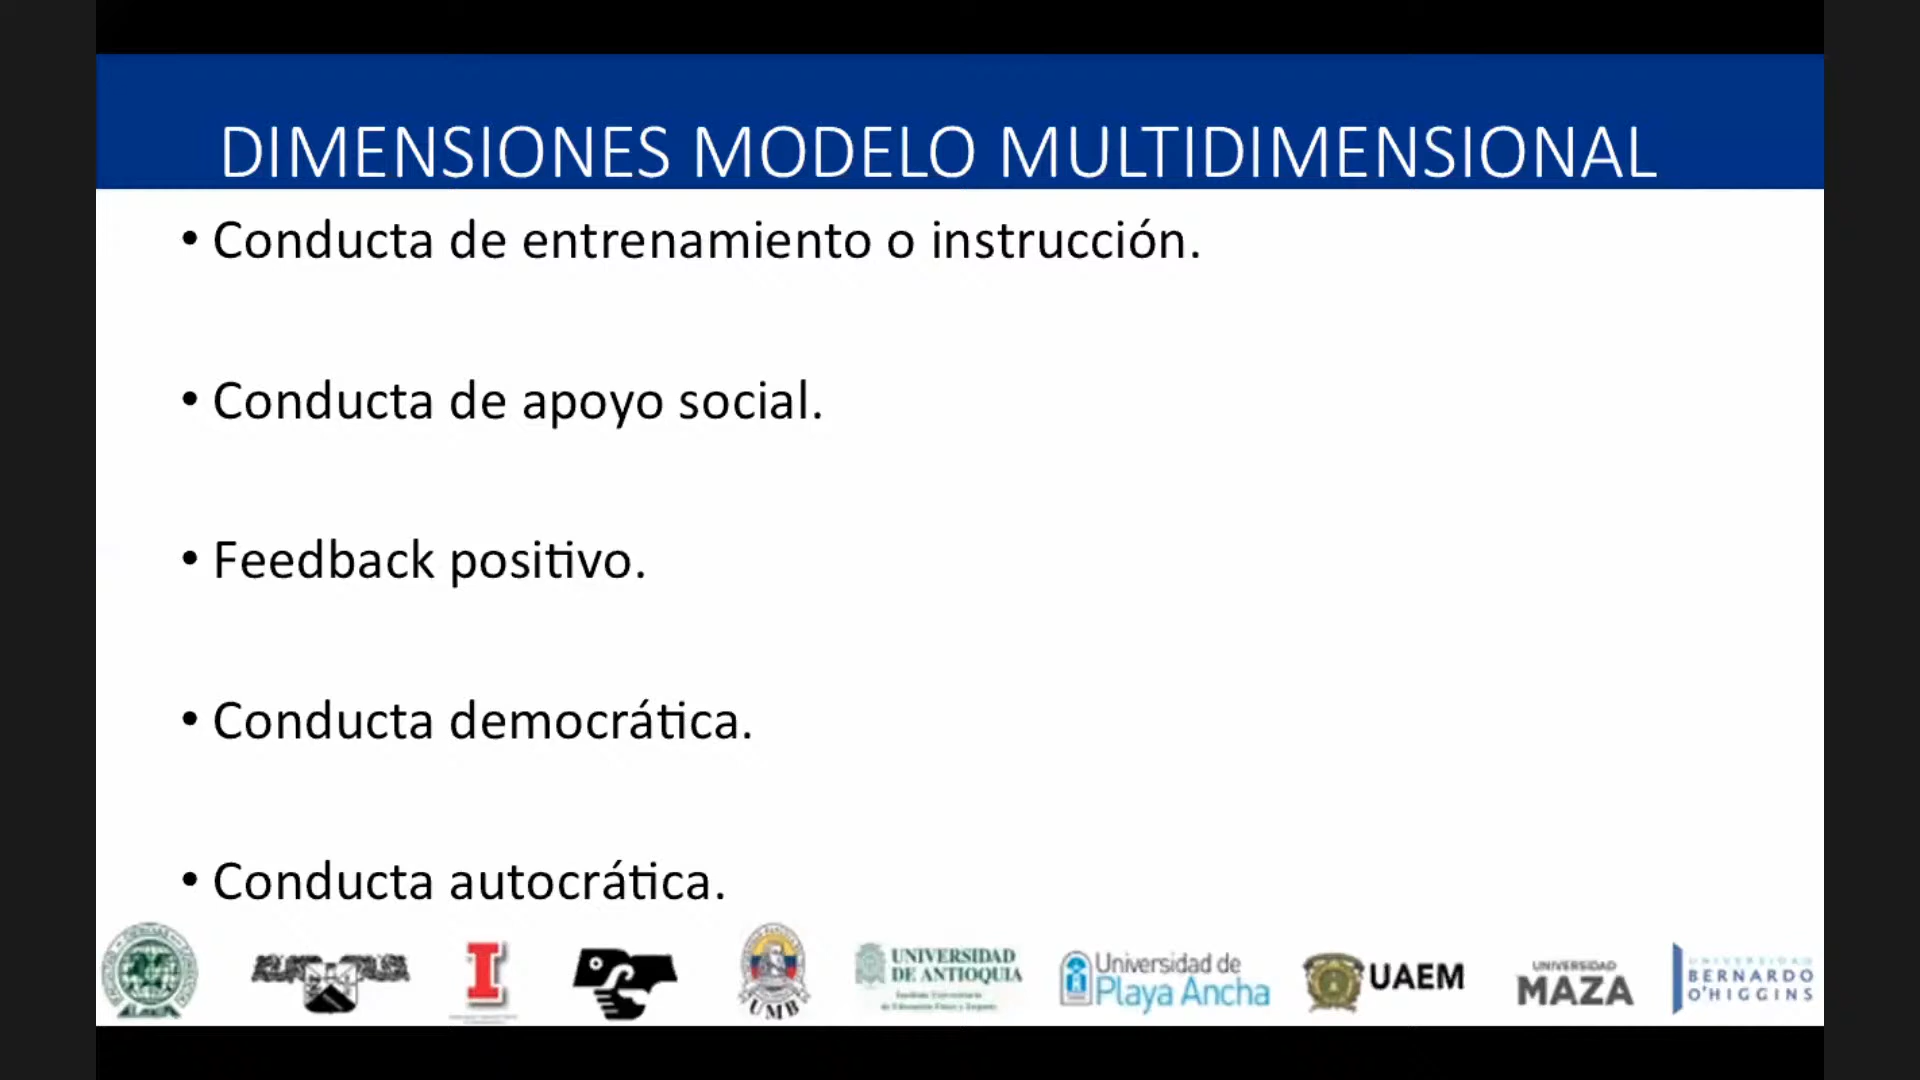 DIMENSIONES MODELO MULTIDIMENSIONAL
• Conducta de entrenamiento o instrucción.
• Conducta de apoyo social.
• Feedback positivo.
• Conducta democrática.
• Conducta autocrática.
UMB
UNIVERSIDAD
DE ANTIOQUIA
Universidad de
Playa Ancha
UAEM
UNIVERSIDAD
MAZA
UNIVERSIDAD
BERNARDO
O'HIGGINS